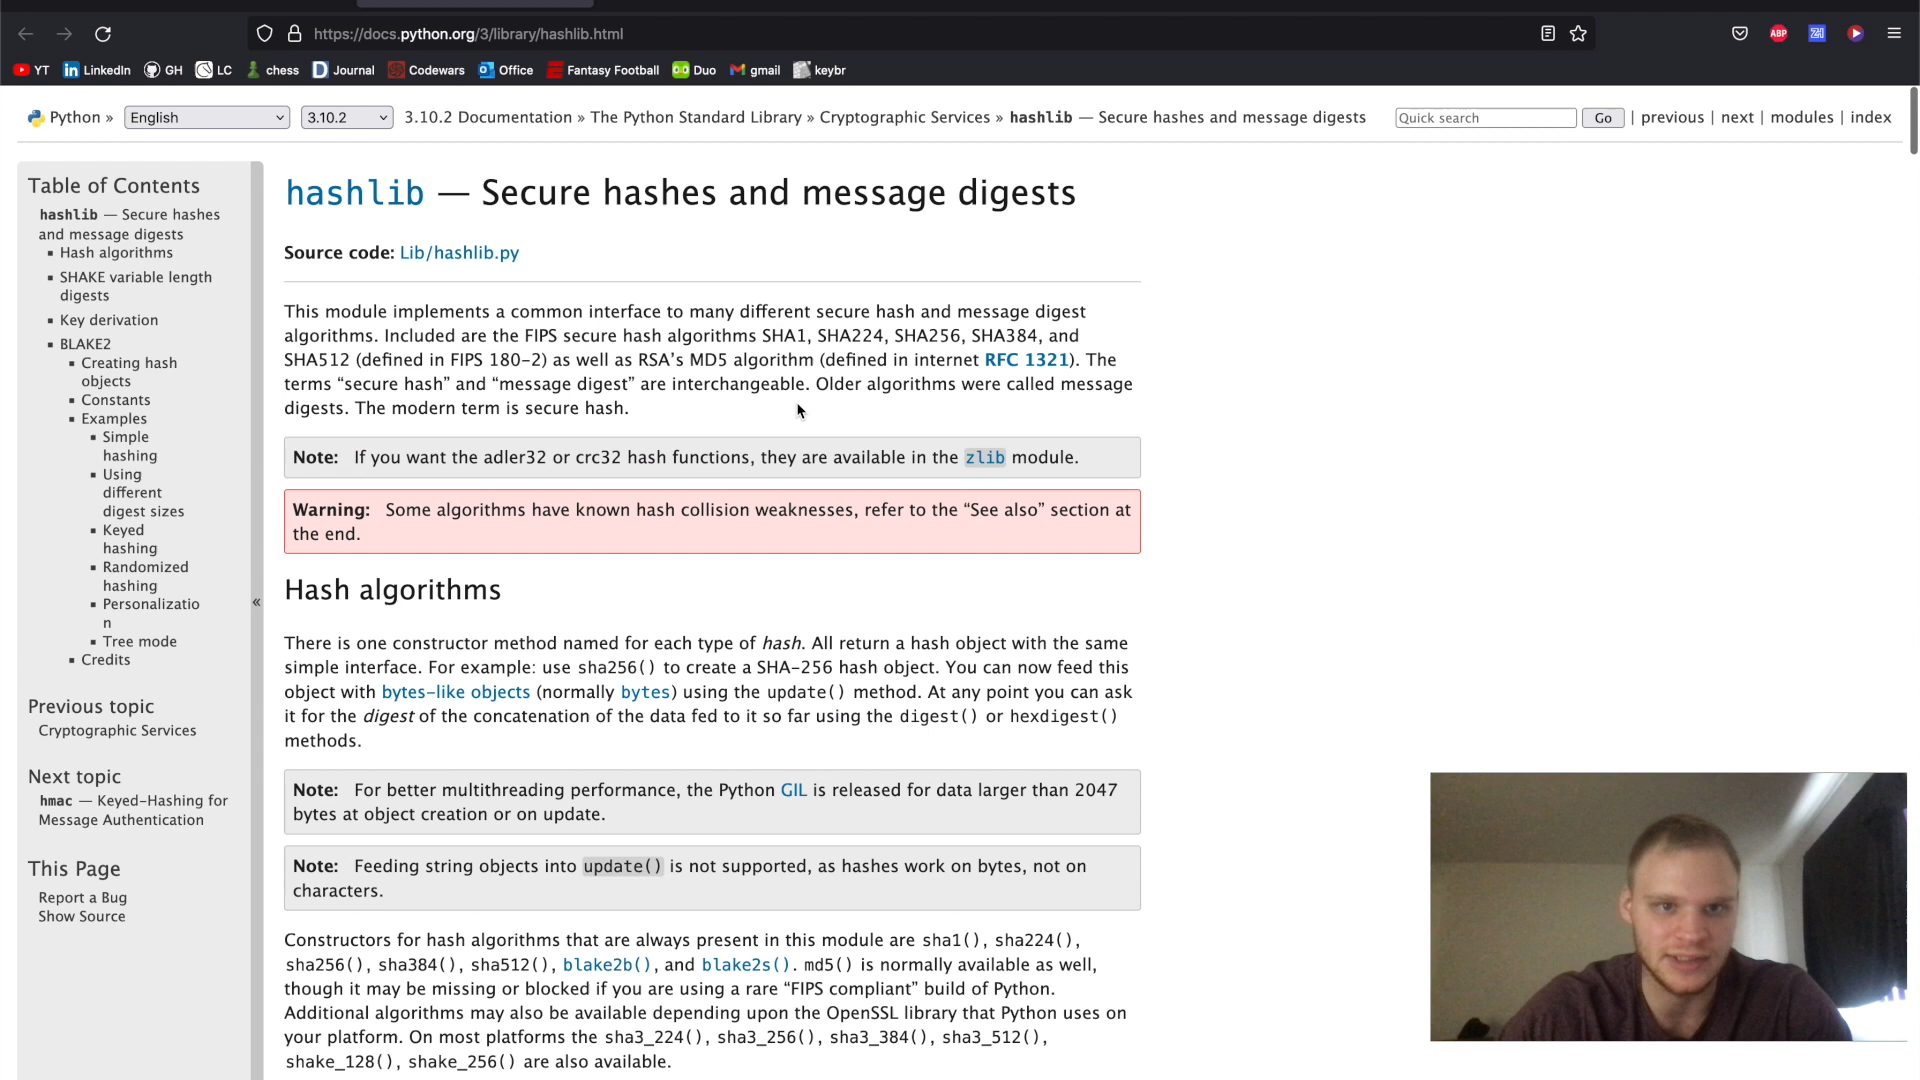 https://docs.python.org/3/library/hashlib.html
ABP
YT LinkedIn GH LC chess Journal Codewars Office Fantasy Football Duo gmail keybr
Python » English 3.10.2 3.10.2 Documentation » The Python Standard Library » Cryptographic Services » hashlib — Secure hashes and message digests Quick search Go | previous | next | modules | index
Table of Contents
hashlib — Secure hashes
and message digests
Hash algorithms
SHAKE variable length
digests
Key derivation
BLAKE2
Creating hash
objects
Constants
Examples
Simple
hashing
Using
different
digest sizes
Keyed
hashing
Randomized
hashing
Personalizatio
n
Tree mode
Credits
Previous topic
Cryptographic Services
Next topic
hmac — Keyed-Hashing for
Message Authentication
This Page
Report a Bug
Show Source
«
hashlib — Secure hashes and message digests
Source code: Lib/hashlib.py
This module implements a common interface to many different secure hash and message digest
algorithms. Included are the FIPS secure hash algorithms SHA1, SHA224, SHA256, SHA384, and
SHA512 (defined in FIPS 180-2) as well as RSA’s MD5 algorithm (defined in internet RFC 1321). The
terms “secure hash” and “message digest” are interchangeable. Older algorithms were called message
digests. The modern term is secure hash.
Note: If you want the adler32 or crc32 hash functions, they are available in the zlib module.
Warning: Some algorithms have known hash collision weaknesses, refer to the “See also” section at
the end.
Hash algorithms
There is one constructor method named for each type of hash. All return a hash object with the same
simple interface. For example: use sha256() to create a SHA-256 hash object. You can now feed this
object with bytes-like objects (normally bytes) using the update() method. At any point you can ask
it for the digest of the concatenation of the data fed to it so far using the digest() or hexdigest()
methods.
Note: For better multithreading performance, the Python GIL is released for data larger than 2047
bytes at object creation or on update.
Note: Feeding string objects into update() is not supported, as hashes work on bytes, not on
characters.
Constructors for hash algorithms that are always present in this module are sha1(), sha224(),
sha256(), sha384(), sha512(), blake2b(), and blake2s(). md5() is normally available as well,
though it may be missing or blocked if you are using a rare “FIPS compliant” build of Python.
Additional algorithms may also be available depending upon the OpenSSL library that Python uses on
your platform. On most platforms the sha3_224(), sha3_256(), sha3_384(), sha3_512(),
shake_128(), shake_256() are also available.